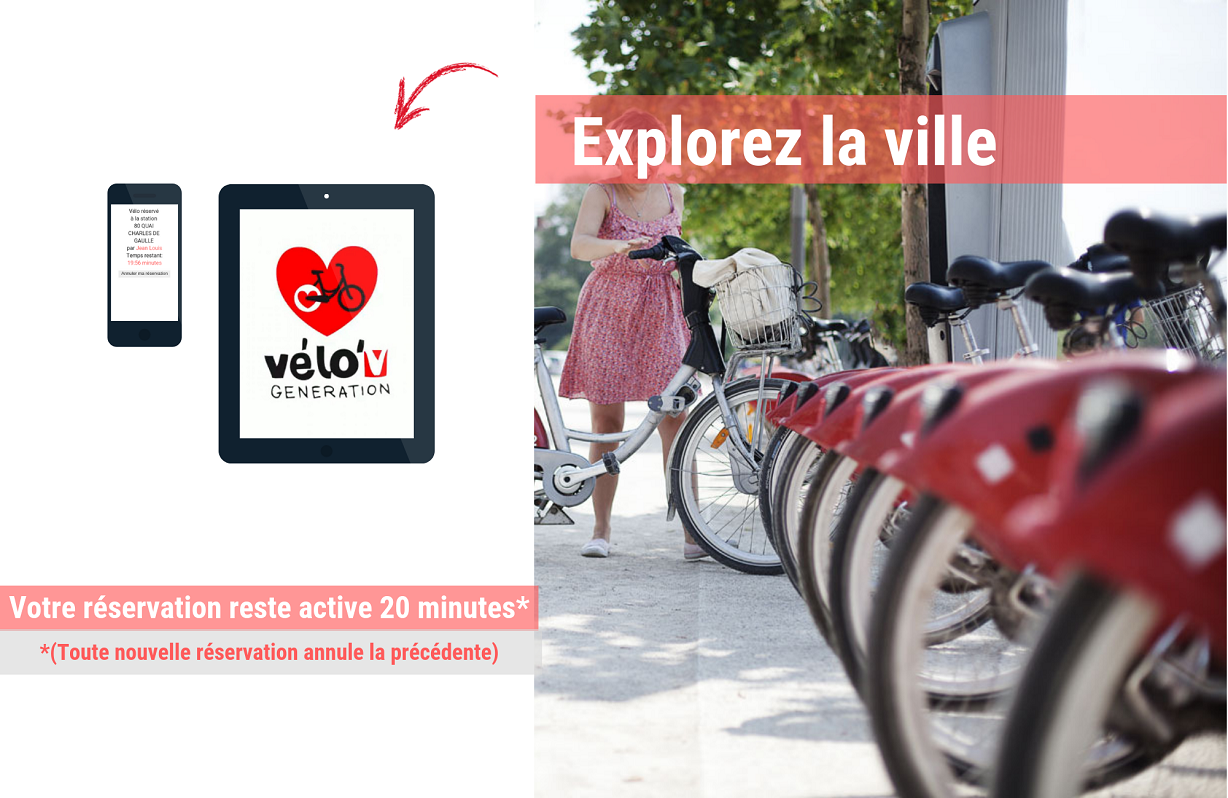 Explorez la ville
Vélo réservé
à la station
80 QUAI
CHARLES DE
GAULLE
par Jean Louis
Temps restant
19:56 minutes
Annuler ma réservation
vélo'v
GENERATION
Votre réservation reste active 20 minutes*
*(Toute nouvelle réservation annule la précédente)